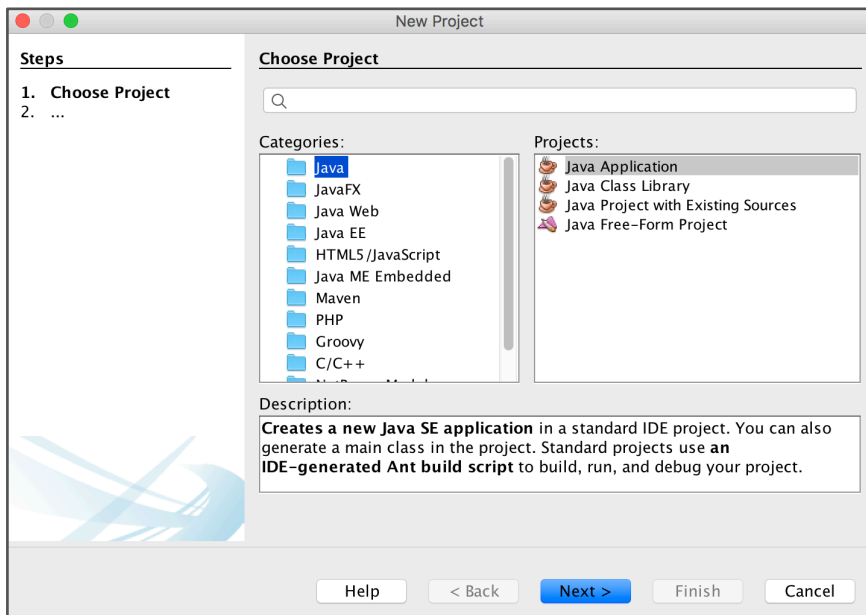 New Project
Steps
1. Choose Project
2. ...
Choose Project
Categories:
Java
JavaFX
Java Web
Java EE
HTML5/JavaScript
Java ME Embedded
Maven
PHP
Groovy
C/C++
Projects:
Java Application
Java Class Library
Java Project with Existing Sources
Java Free-Form Project
Description:
Creates a new Java SE application in a standard IDE project. You can also
generate a main class in the project. Standard projects use an
IDE-generated Ant build script to build, run, and debug your project.
Help
< Back
Next >
Finish
Cancel